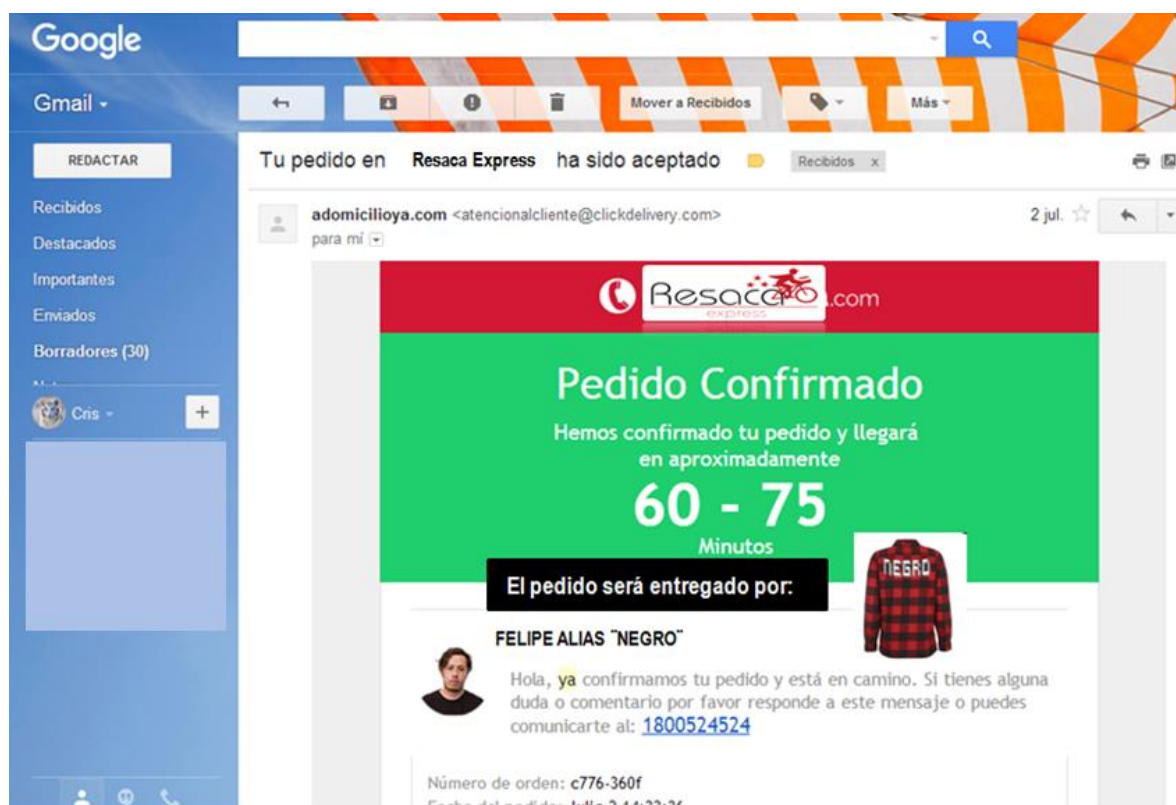 Google
Gmail
Mover a Recibidos
Más
REDACTAR
Tu pedido en Resaca Express ha sido aceptado
Recibidos x
Recibidos
Destacados
Importantes
Enviados
Borradores (30)
Cris
+
adomicilioya.com <atencionalcliente@clickdelivery.com>
2 jul.
para mí
Resaca .com
express
Pedido Confirmado
Hemos confirmado tu pedido y llegará
en aproximadamente
60 - 75
Minutos
NEGRO
El pedido será entregado por:
FELIPE ALIAS ¨NEGRO¨
Hola, ya confirmamos tu pedido y está en camino. Si tienes alguna
duda o comentario por favor responde a este mensaje o puedes
comunicarte al: 1800524524
Número de orden: c776-360f